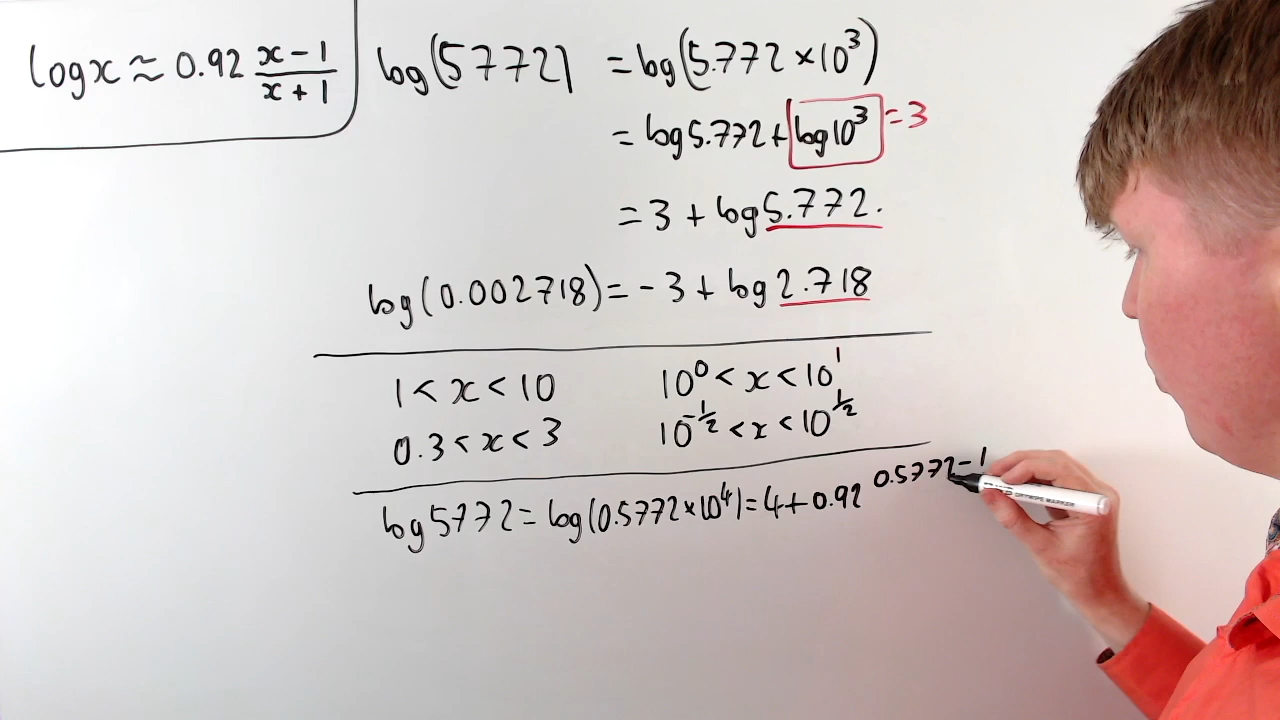 log x ≈ 0.92 (x − 1)/(x + 1)
log(5772) = log(5.772 × 10³)
= log 5.772 + log 10³ = 3
= 3 + log 5.772.
log(0.002718) = − 3 + log 2.718
1 < x < 10    10⁰ < x < 10¹
0.3 < x < 3    10^(−1/2) < x < 10^(1/2)
log 5772 = log(0.5772 × 10⁴) = 4 + 0.92 0.5772 − 1
DRYWIPE MARKER